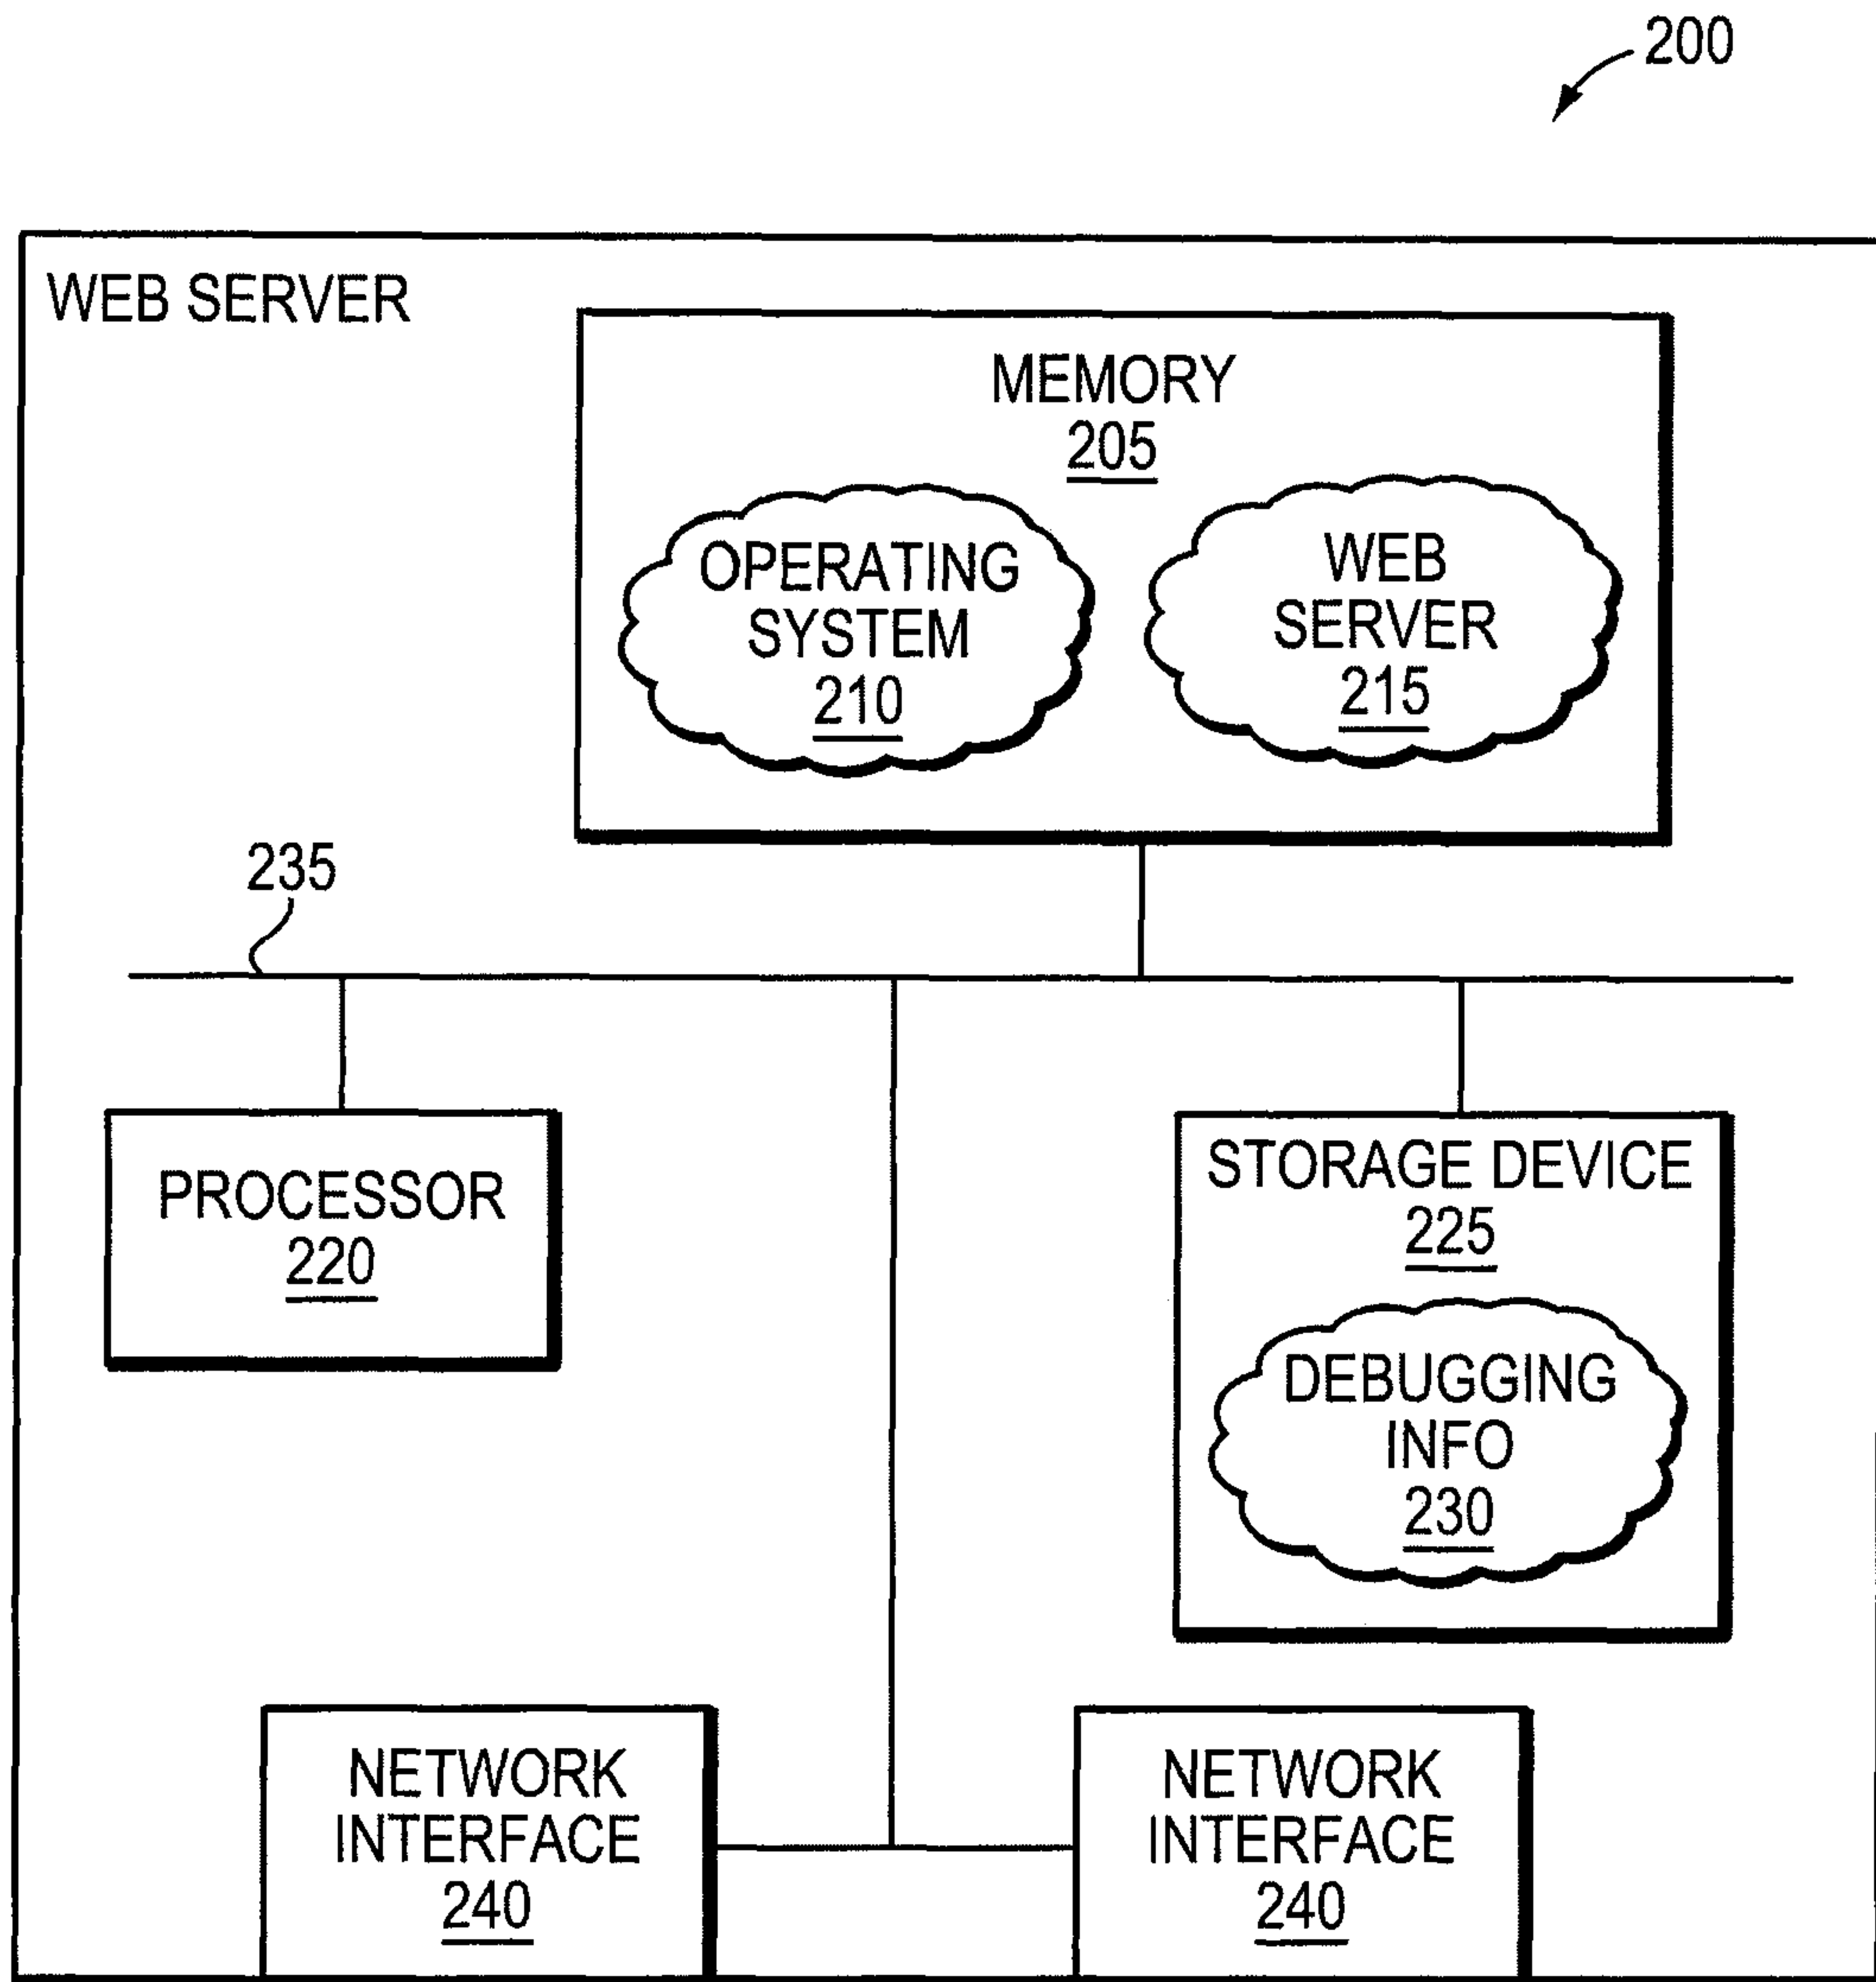 200
WEB SERVER
MEMORY
205
OPERATING
SYSTEM
210
WEB
SERVER
215
235
PROCESSOR
220
STORAGE DEVICE
225
DEBUGGING
INFO
230
NETWORK
INTERFACE
240
NETWORK
INTERFACE
240